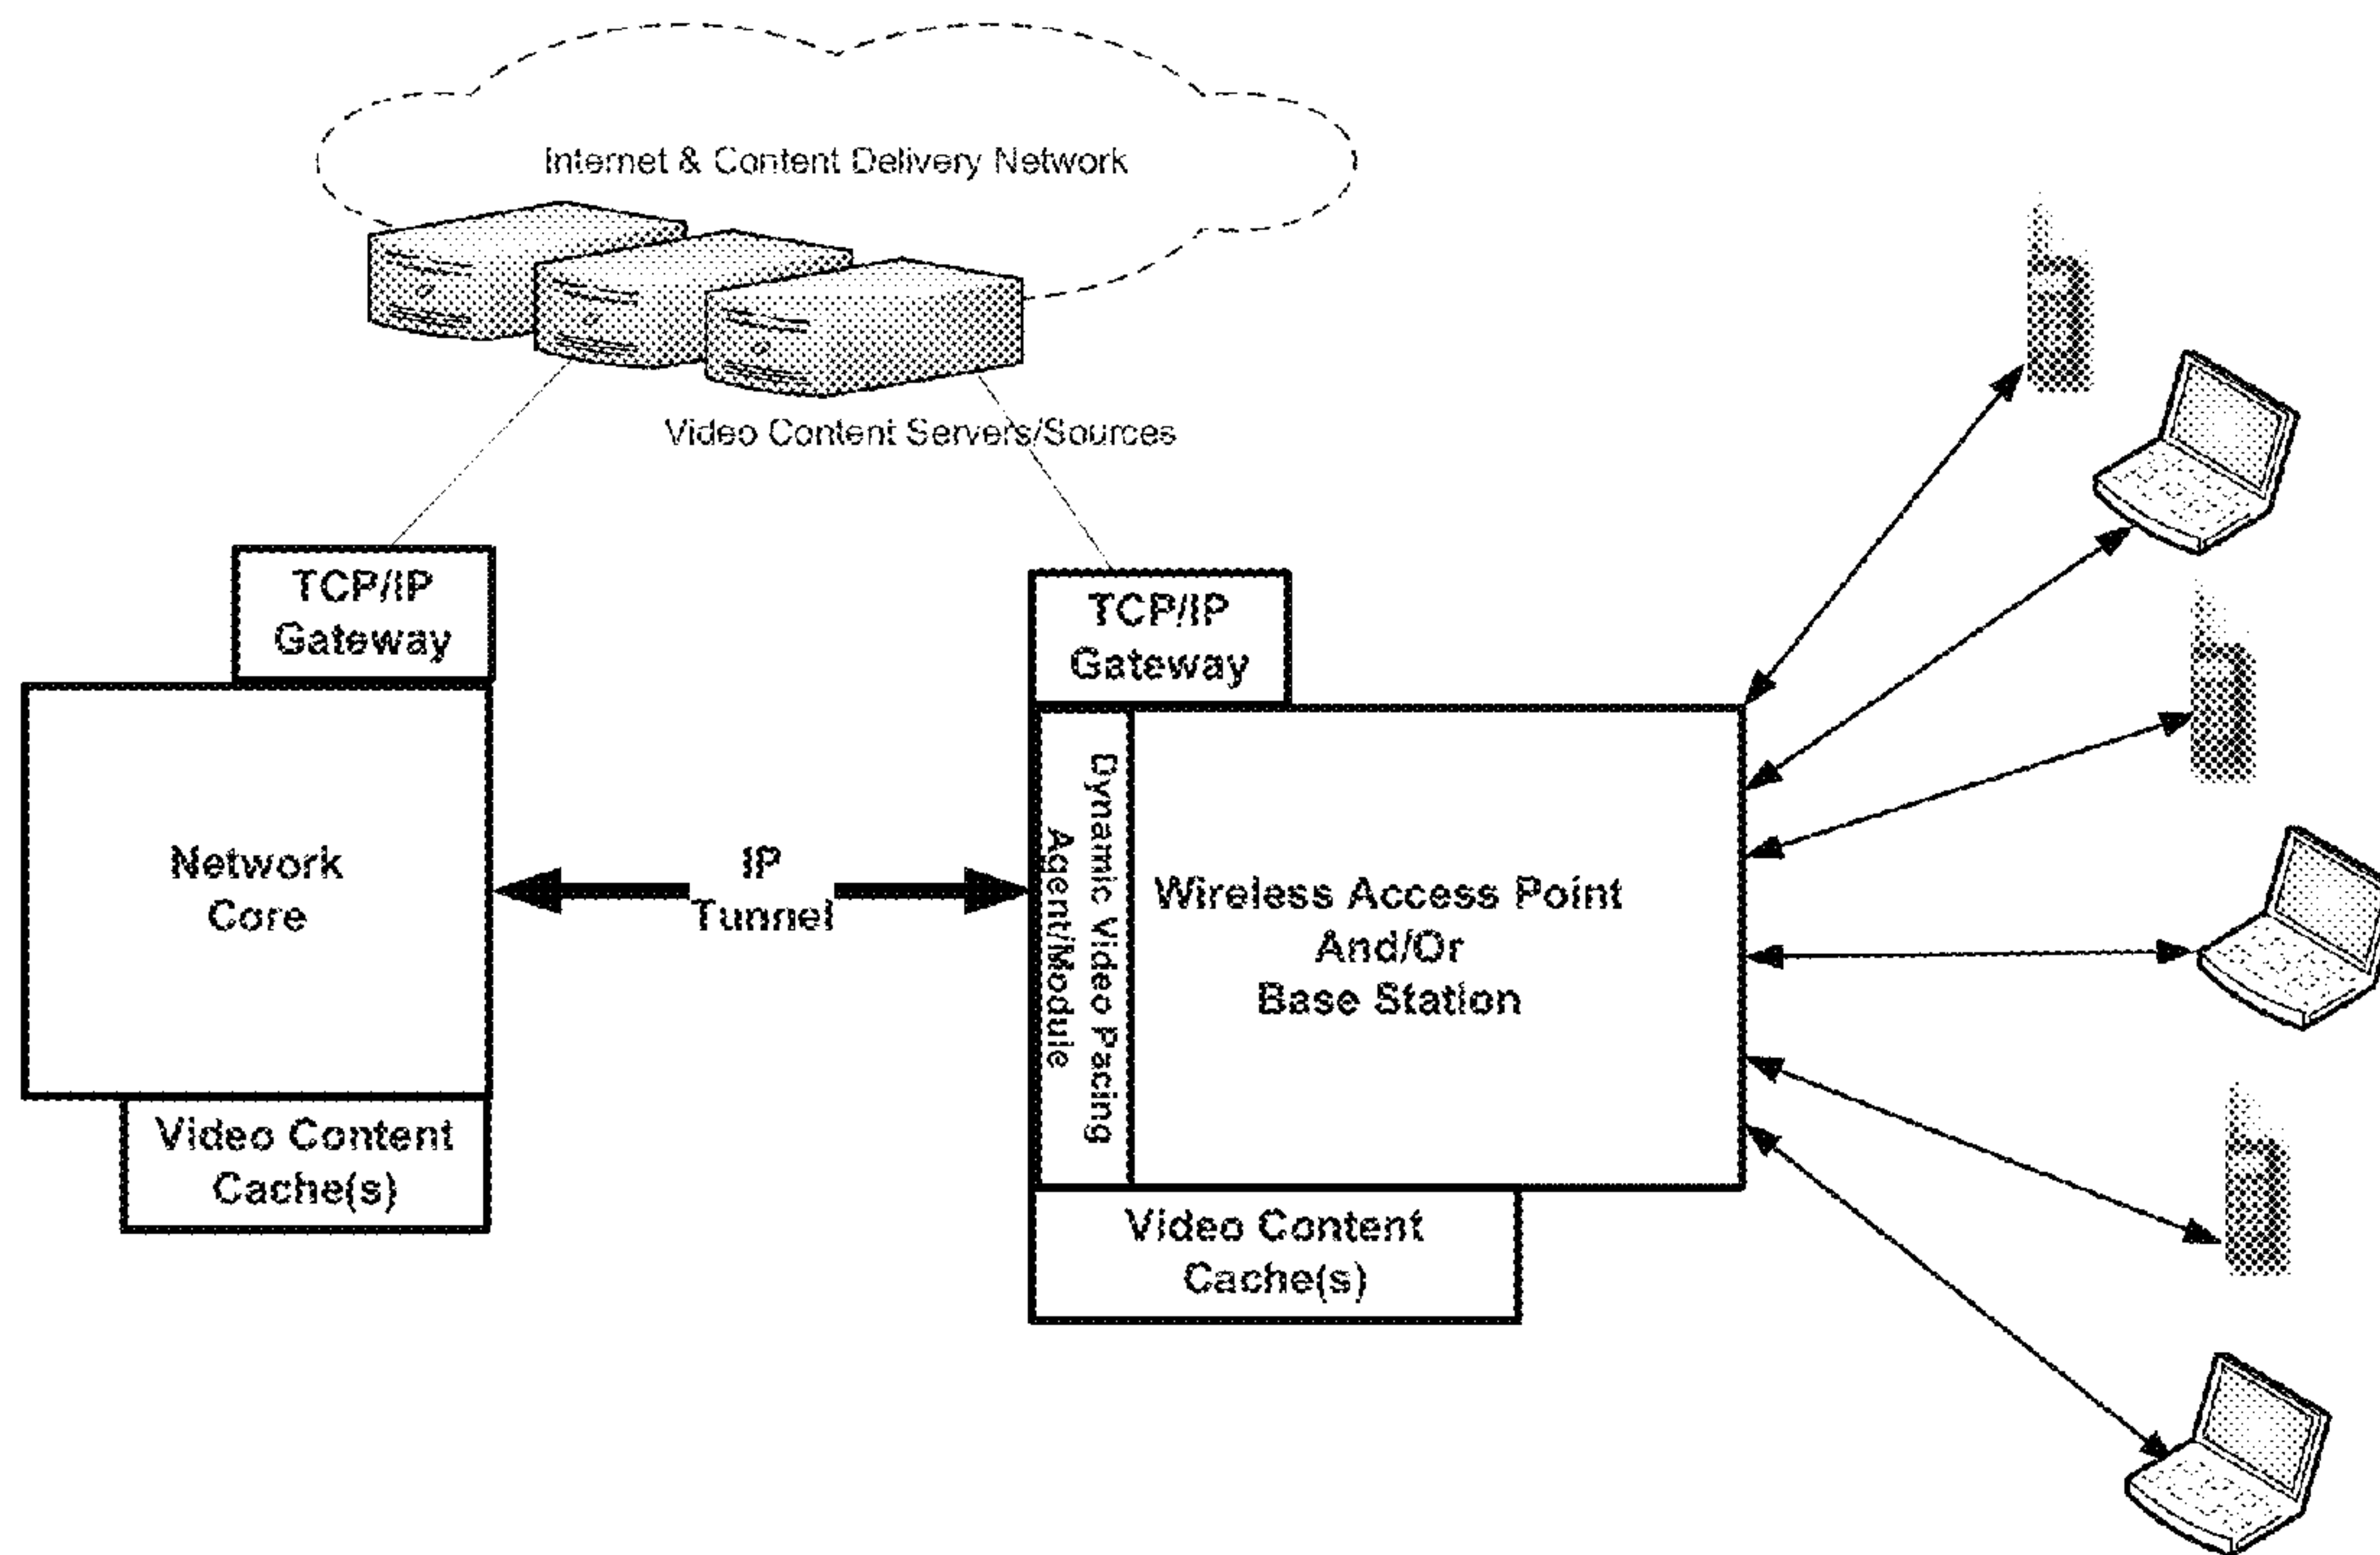 Internet & Content Delivery Network
Video Content Servers/Sources
TCP/IP
Gateway
TCP/IP
Gateway
Network
Core
IP
Tunnel
Dynamic Video Pacing
Agent/Module
Wireless Access Point
And/Or
Base Station
Video Content
Cache(s)
Video Content
Cache(s)